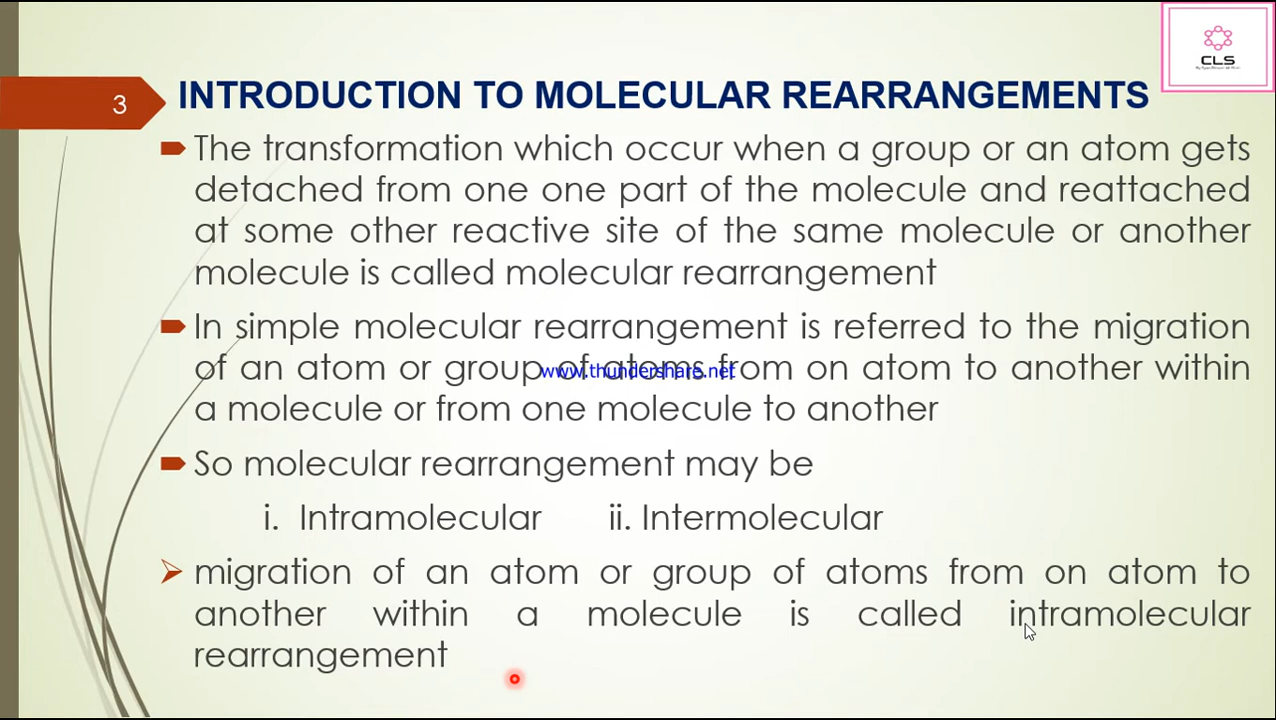 CLS
3
INTRODUCTION TO MOLECULAR REARRANGEMENTS
The transformation which occur when a group or an atom gets
detached from one one part of the molecule and reattached
at some other reactive site of the same molecule or another
molecule is called molecular rearrangement
In simple molecular rearrangement is referred to the migration
of an atom or group of atoms from on atom to another within
www.thundershare.net
a molecule or from one molecule to another
So molecular rearrangement may be
i. Intramolecular ii. Intermolecular
migration of an atom or group of atoms from on atom to
another within a molecule is called intramolecular
rearrangement